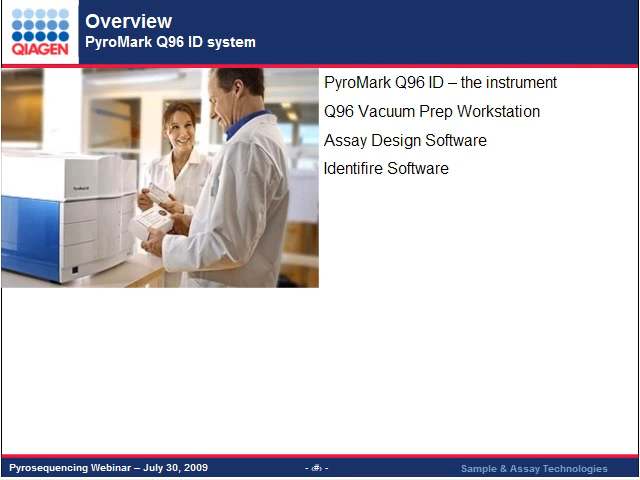 QIAGEN
Overview
PyroMark Q96 ID system
PyroMark Q96 ID – the instrument
Q96 Vacuum Prep Workstation
Assay Design Software
Identifire Software
Pyrosequencing Webinar – July 30, 2009
- ‹#› -
Sample & Assay Technologies